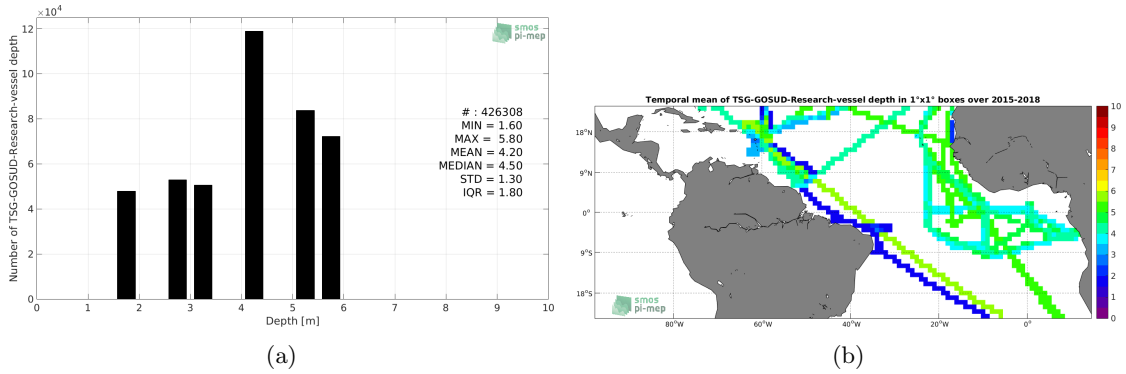 ×10⁴
12
10
8
6
4
2
0
Number of TSG-GOSUD-Research-vessel depth
smos
pi-mep
# : 426308
MIN = 1.60
MAX = 5.80
MEAN = 4.20
MEDIAN = 4.50
STD = 1.30
IQR = 1.80
0 1 2 3 4 5 6 7 8 9 10
Depth [m]
(a)
Temporal mean of TSG-GOSUD-Research-vessel depth in 1°x1° boxes over 2015-2018
18°N
9°N
0°
9°S
18°S
smos
pi-mep
80°W 60°W 40°W 20°W 0°
10
9
8
7
6
5
4
3
2
1
0
(b)